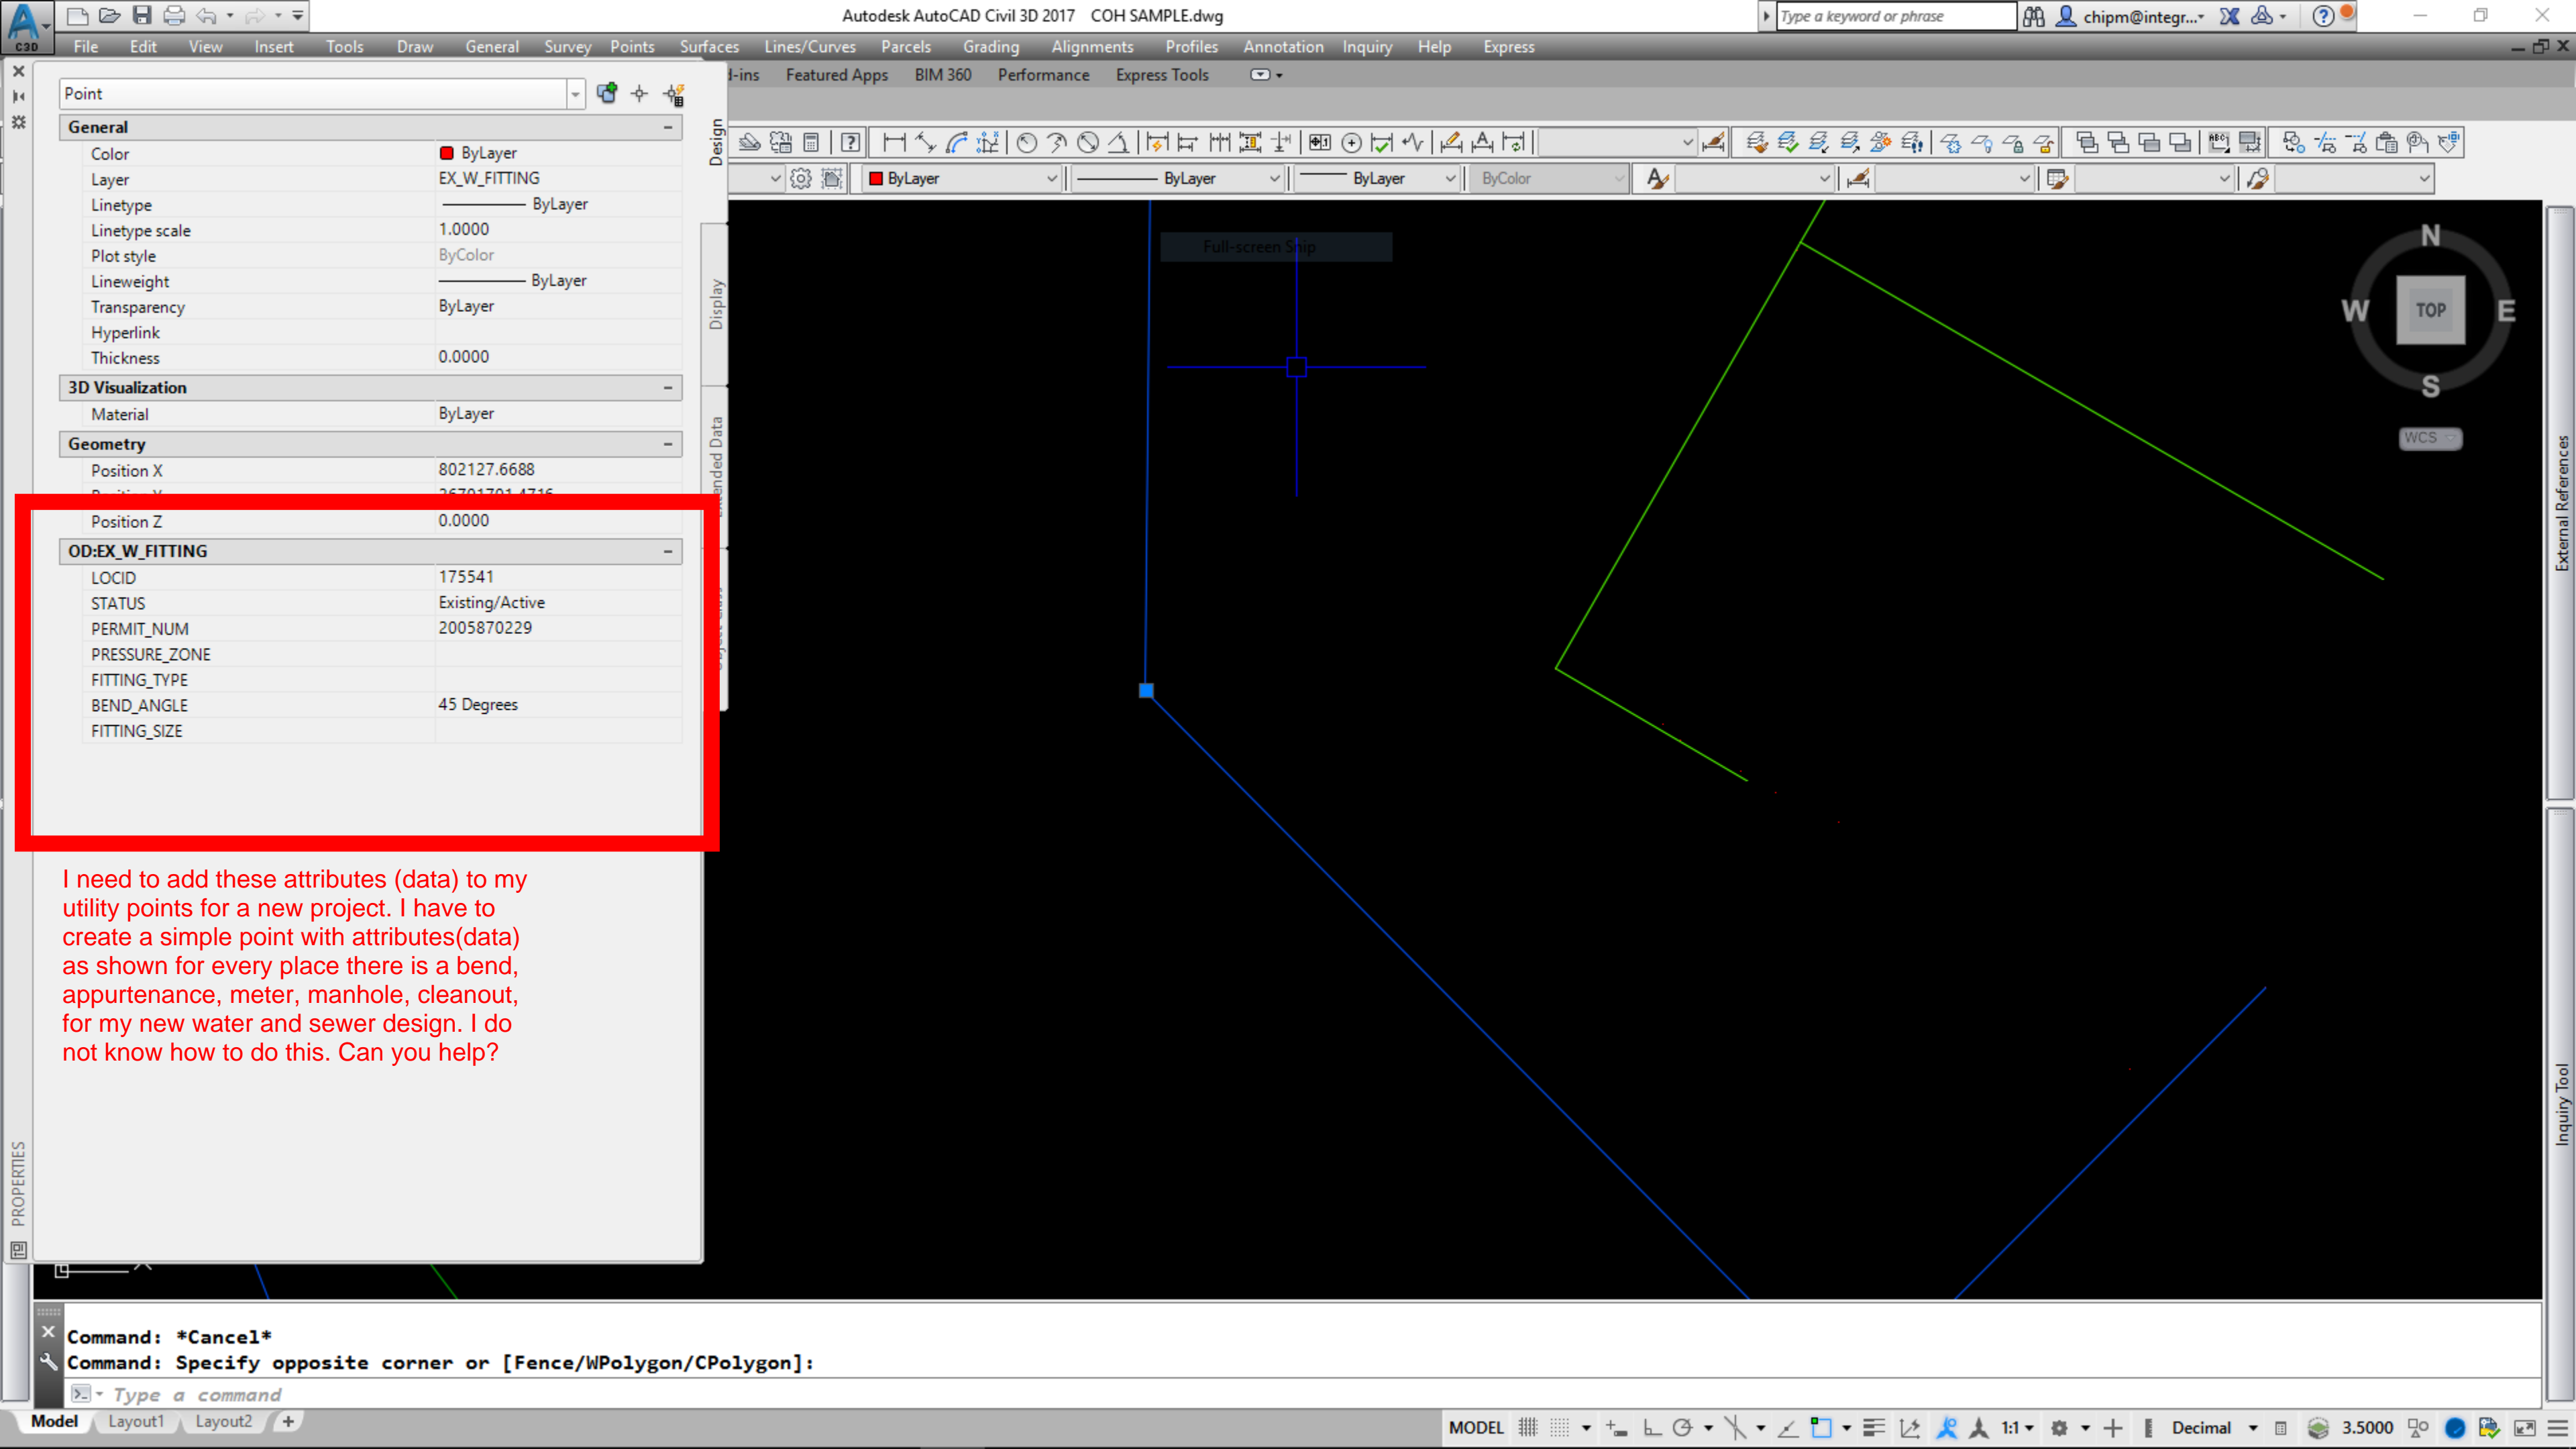 Autodesk AutoCAD Civil 3D 2017 COH SAMPLE.dwg
Type a keyword or phrase
chipm@integr...
C3D
File Edit View Insert Tools Draw General Survey Points Surfaces Lines/Curves Parcels Grading Alignments Profiles Annotation Inquiry Help Express
Featured Apps BIM 360 Performance Express Tools
Point
General
Color ByLayer
Layer EX_W_FITTING
Linetype ByLayer
Linetype scale 1.0000
Plot style ByColor
Lineweight ByLayer
Transparency ByLayer
Hyperlink
Thickness 0.0000
3D Visualization
Material ByLayer
Geometry
Position X 802127.6688
Position Z 0.0000
OD:EX_W_FITTING
LOCID 175541
STATUS Existing/Active
PERMIT_NUM 2005870229
PRESSURE_ZONE
FITTING_TYPE
BEND_ANGLE 45 Degrees
FITTING_SIZE
Design
Display
Data
PROPERTIES
ByLayer ByLayer ByLayer ByColor
Full-screen Snip
N
W TOP E
S
WCS
External References
Inquiry Tool
I need to add these attributes (data) to my
utility points for a new project. I have to
create a simple point with attributes(data)
as shown for every place there is a bend,
appurtenance, meter, manhole, cleanout,
for my new water and sewer design. I do
not know how to do this. Can you help?
Command: *Cancel*
Command: Specify opposite corner or [Fence/WPolygon/CPolygon]:
Type a command
Model Layout1 Layout2 +
MODEL 1:1 Decimal 3.5000